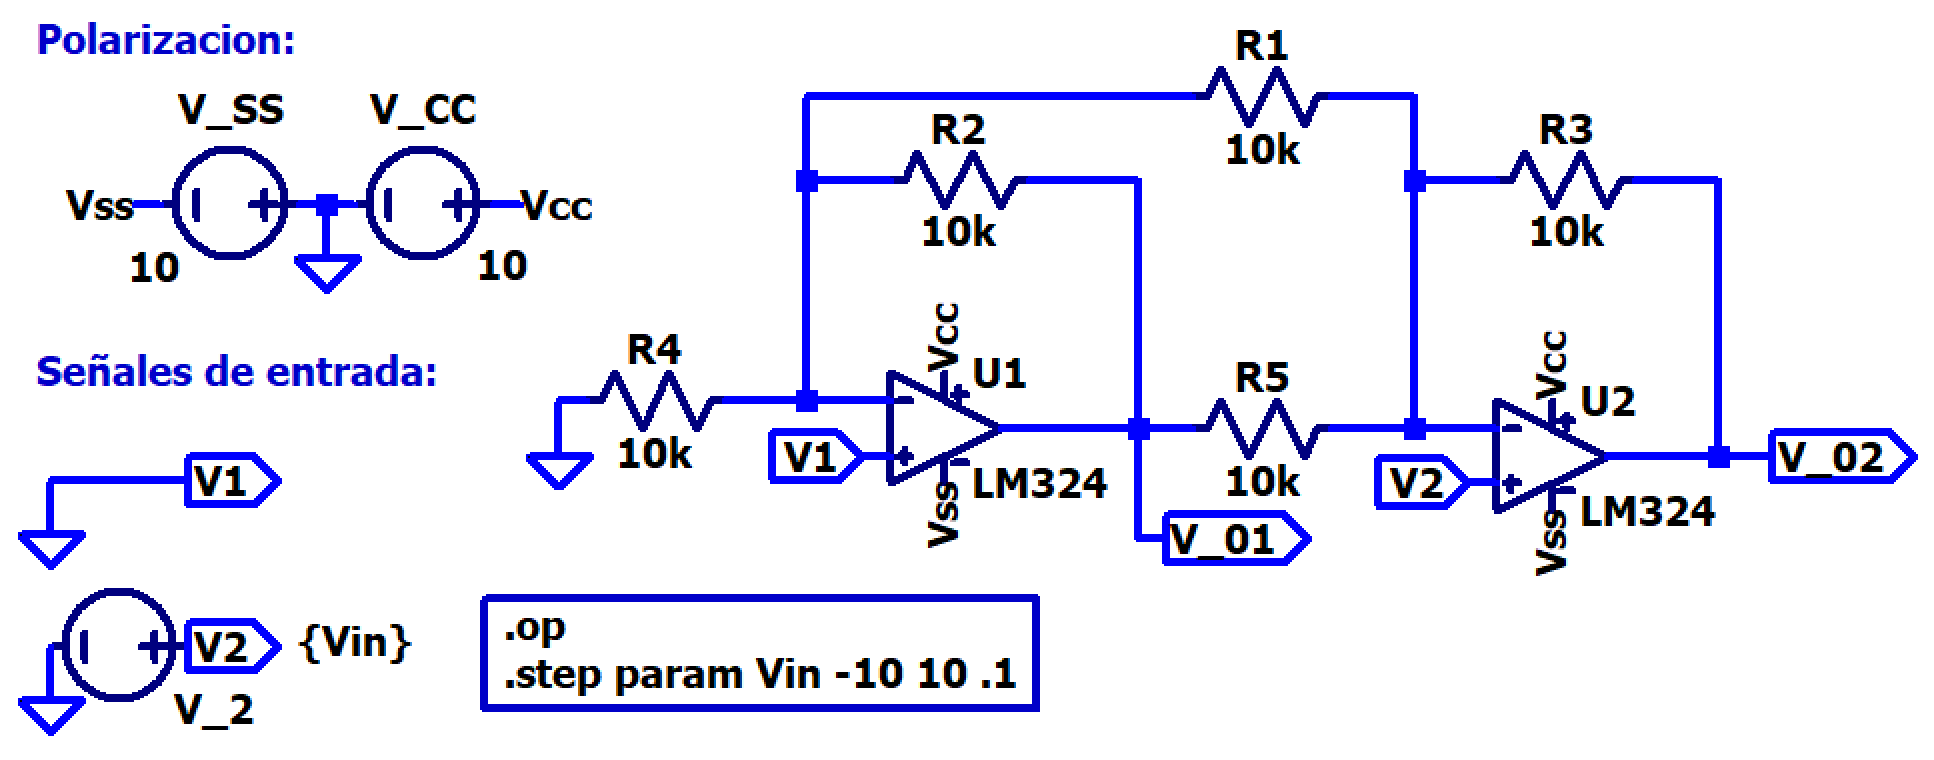 Polarizacion:
V_SS
V_CC
Vss
Vcc
10
10
Señales de entrada:
V1
V2
{Vin}
V_2
.op
.step param Vin -10 10 .1
R1
10k
R2
10k
R3
10k
R4
10k
Vcc
U1
V1
Vss
LM324
R5
10k
V_01
Vcc
U2
V2
Vss
LM324
V_02